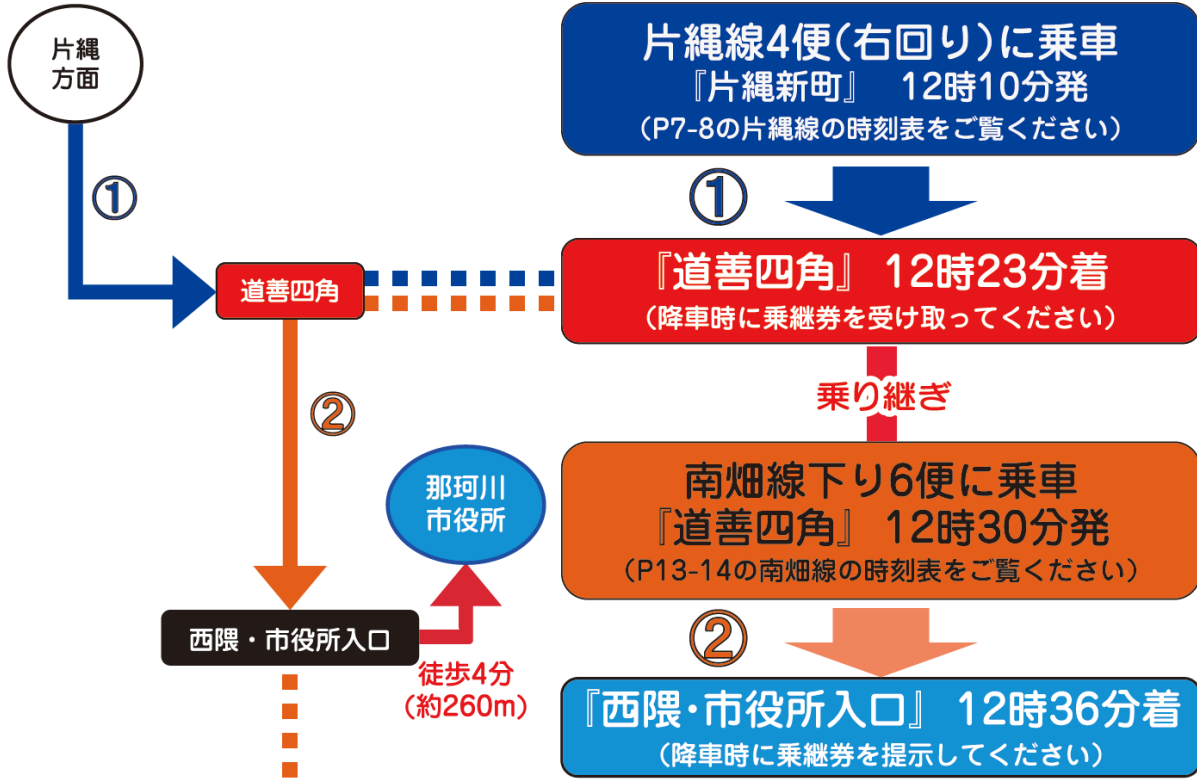 片縄
方面
①
道善四角
②
那珂川
市役所
西隈・市役所入口
徒歩4分
（約260m）
片縄線4便(右回り)に乗車
『片縄新町』 12時10分発
（P7-8の片縄線の時刻表をご覧ください）
①
『道善四角』 12時23分着
（降車時に乗継券を受け取ってください）
乗り継ぎ
南畑線下り6便に乗車
『道善四角』 12時30分発
（P13-14の南畑線の時刻表をご覧ください）
②
『西隈・市役所入口』 12時36分着
（降車時に乗継券を提示してください）